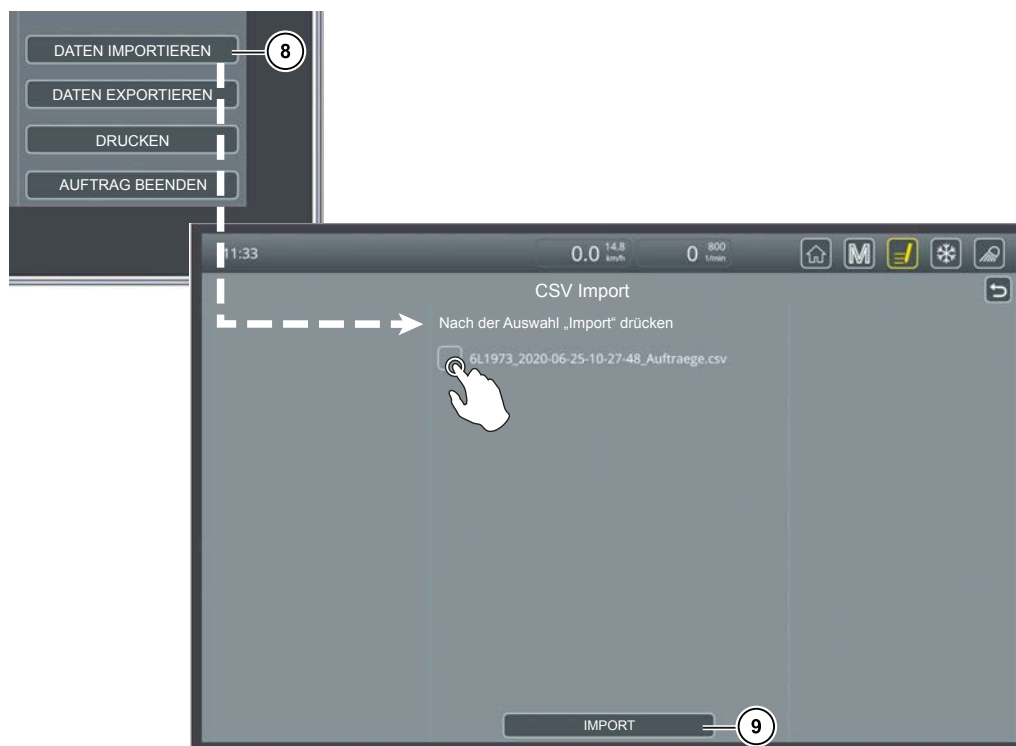 DATEN IMPORTIEREN
8
DATEN EXPORTIEREN
DRUCKEN
AUFTRAG BEENDEN
11:33
0.0 14.8 km/h
0 800 1/min
M
CSV Import
Nach der Auswahl „Import“ drücken
6L1973_2020-06-25-10-27-48_Auftraege.csv
IMPORT
9